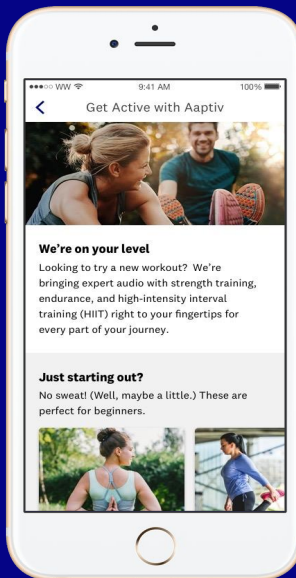 ●●●○○ WW 9:41 AM 100%
Get Active with Aaptiv
We're on your level
Looking to try a new workout? We're
bringing expert audio with strength training,
endurance, and high-intensity interval
training (HIIT) right to your fingertips for
every part of your journey.
Just starting out?
No sweat! (Well, maybe a little.) These are
perfect for beginners.